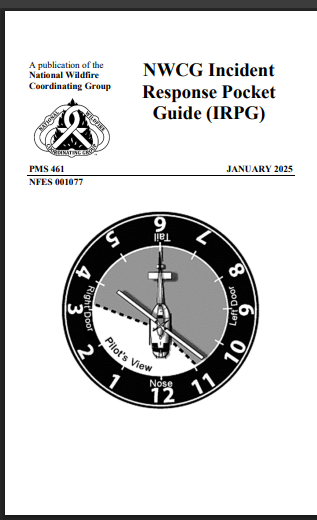 A publication of the
National Wildfire
Coordinating Group
NATIONAL WILDFIRE
COORDINATING GROUP
NWCG Incident
Response Pocket
Guide (IRPG)
PMS 461
JANUARY 2025
NFES 001077
6
Tail
5
7
4
8
3
Right Door
Left Door
9
2
10
Pilot's View
1
11
Nose
12